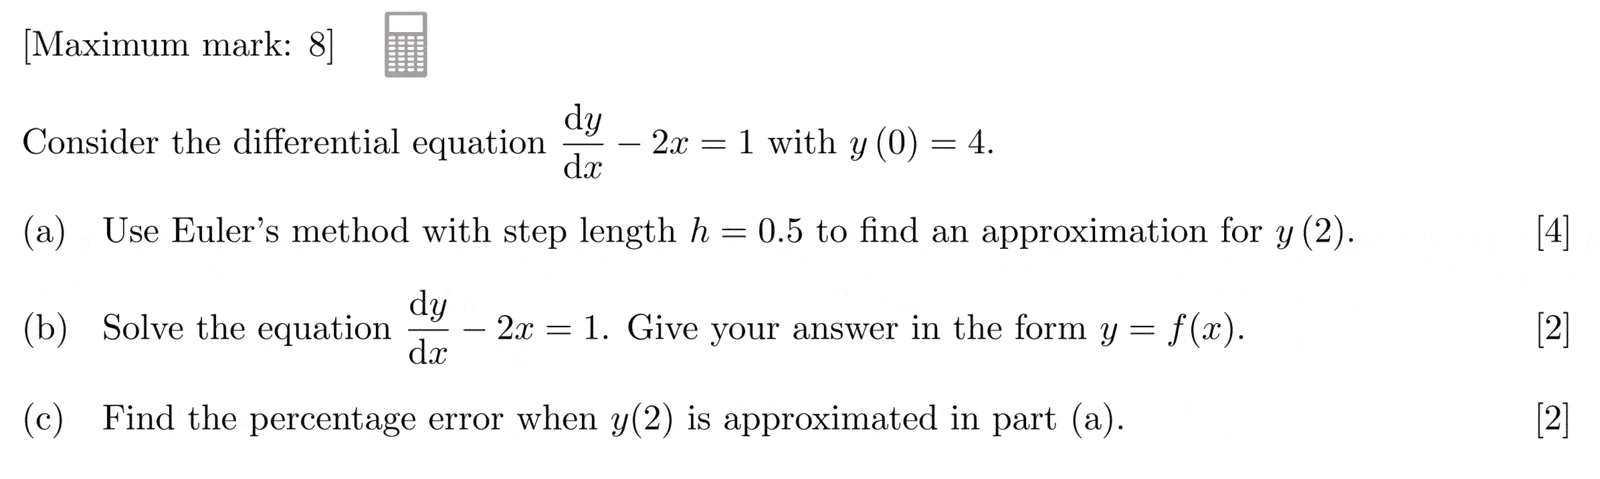 [Maximum mark: 8]
Consider the differential equation dy/dx − 2x = 1 with y (0) = 4.
(a) Use Euler's method with step length h = 0.5 to find an approximation for y (2). [4]
(b) Solve the equation dy/dx − 2x = 1. Give your answer in the form y = f(x). [2]
(c) Find the percentage error when y(2) is approximated in part (a). [2]